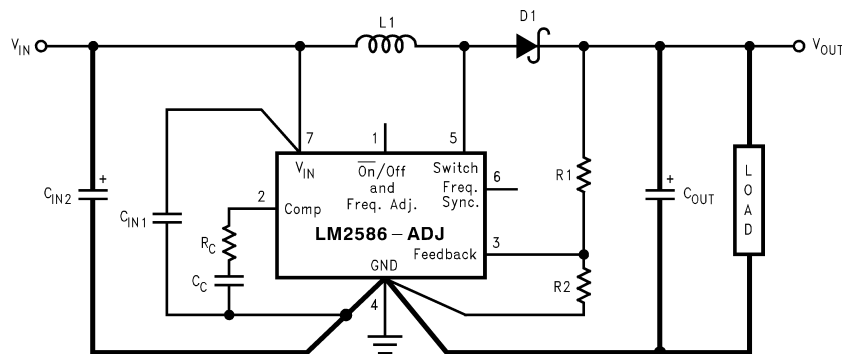 L1
D1
VIN
VOUT
7
1
5
VIN
On/Off
and
Freq. Adj.
Switch
Freq.
Sync.
6
R1
CIN2
+
CIN1
2
Comp
RC
CC
LM2586-ADJ
Feedback
3
GND
4
R2
+
COUT
LOAD